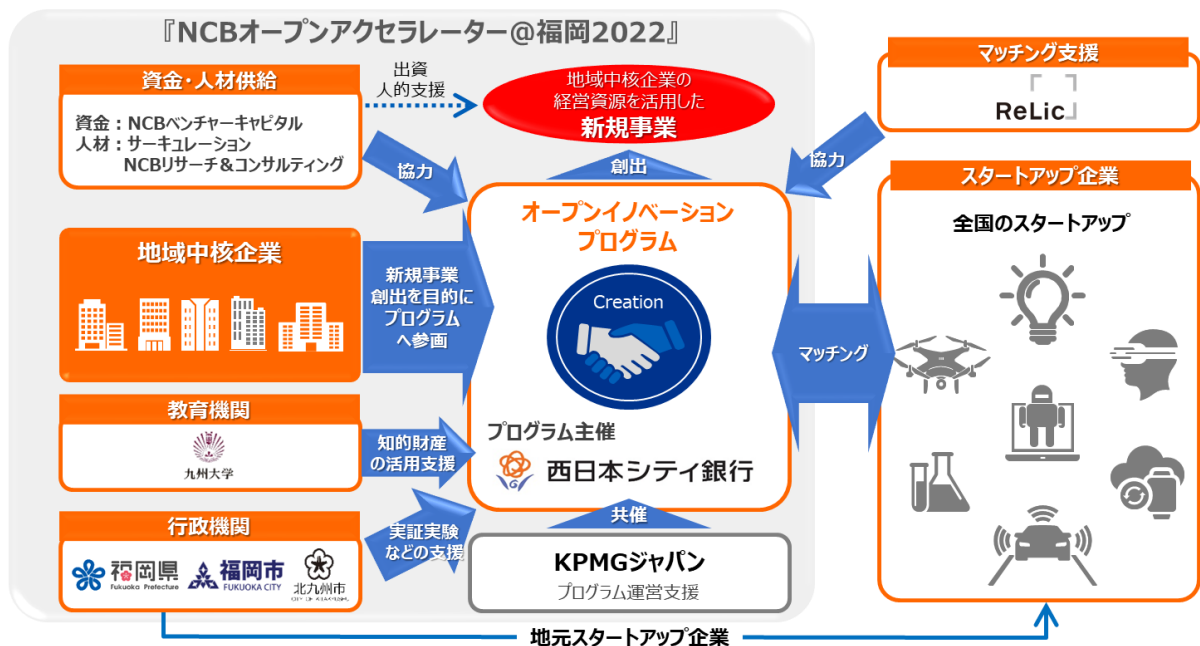 『NCBオープンアクセラレーター@福岡2022』
資金・人材供給
資金：NCBベンチャーキャピタル
人材：サーキュレーション
NCBリサーチ&コンサルティング
出資
人的支援
地域中核企業の
経営資源を活用した
新規事業
マッチング支援
ReLic
協力
創出
協力
地域中核企業
新規事業
創出を目的に
プログラム
へ参画
オープンイノベーション
プログラム
Creation
プログラム主催
西日本シティ銀行
マッチング
スタートアップ企業
全国のスタートアップ
教育機関
九州大学
知的財産
の活用支援
行政機関
福岡県
Fukuoka Prefecture
福岡市
FUKUOKA CITY
北九州市
CITY OF KITAKYUSHU
実証実験
などの支援
共催
KPMGジャパン
プログラム運営支援
地元スタートアップ企業